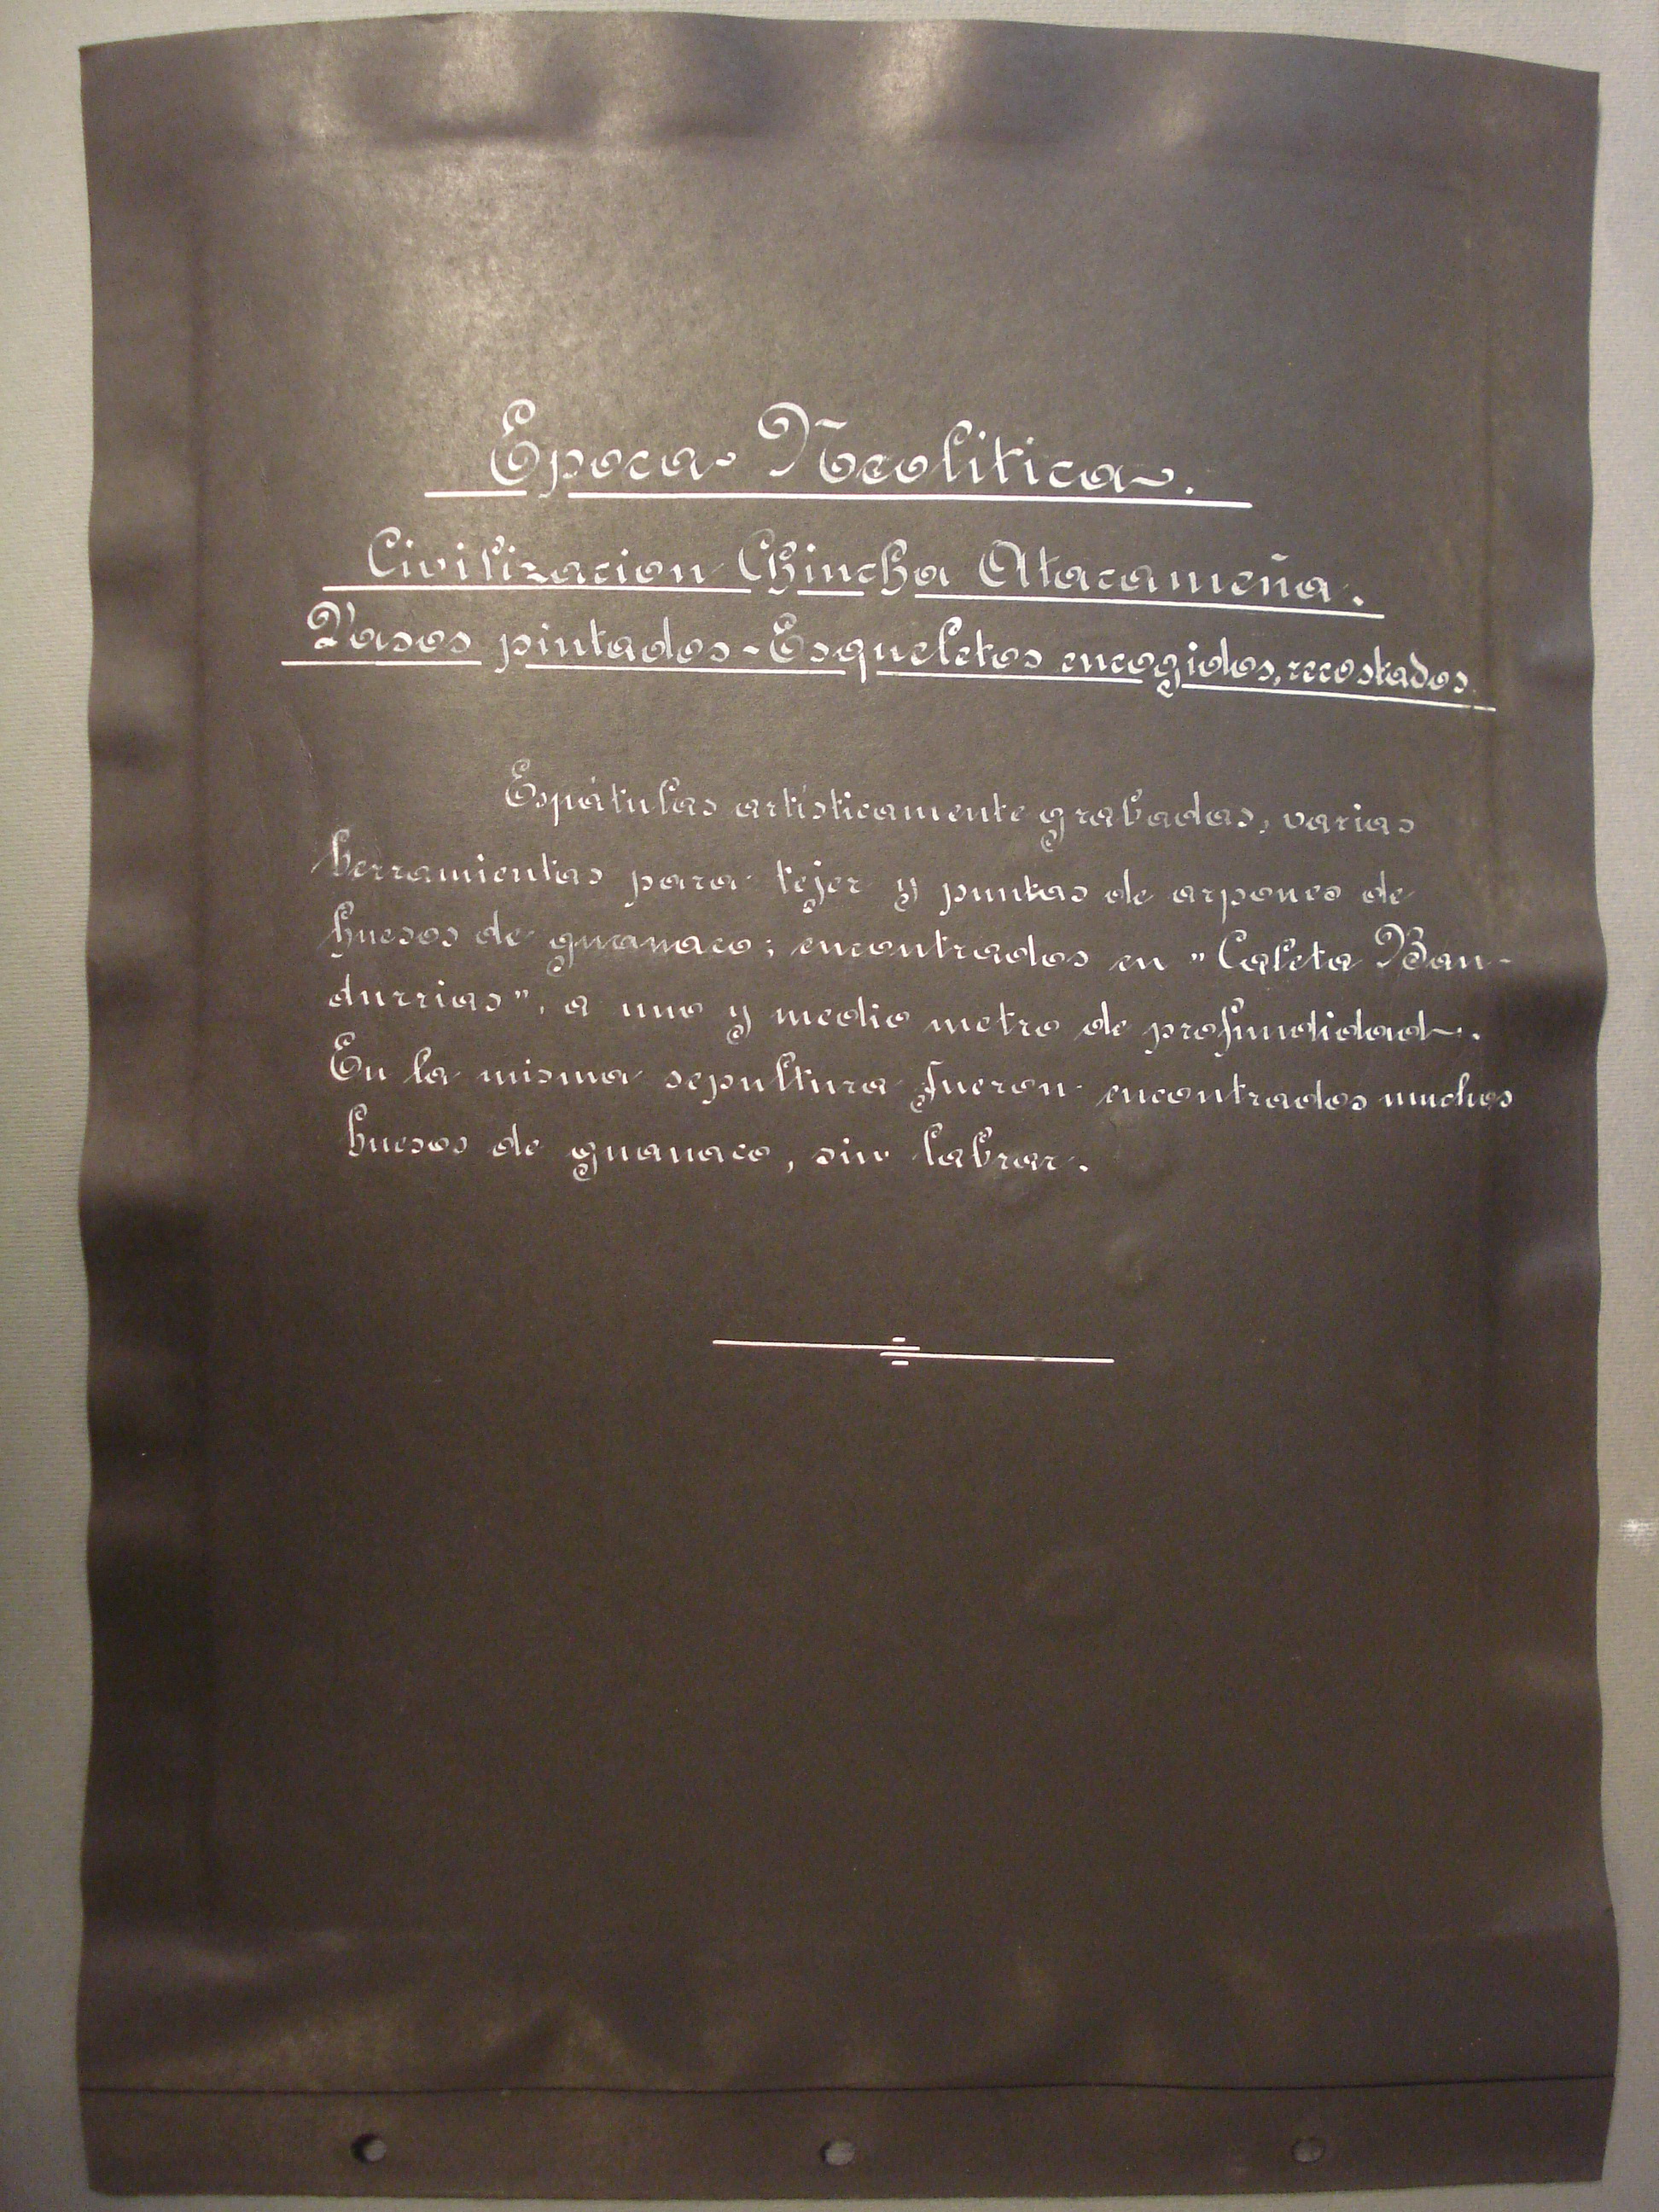 Epoca Neolitica.
Civilizacion Chincha Atacameña.
Vasos pintados - Esqueletos encogidos, recostados.
Espátulas artísticamente grabadas, varias
herramientas para tejer y puntas de arpones de
huesos de guanaco; encontrados en "Caleta Ban-
durrias", a uno y medio metro de profundidad.
En la misma sepultura fueron encontrados muchos
huesos de guanaco, sin labrar.